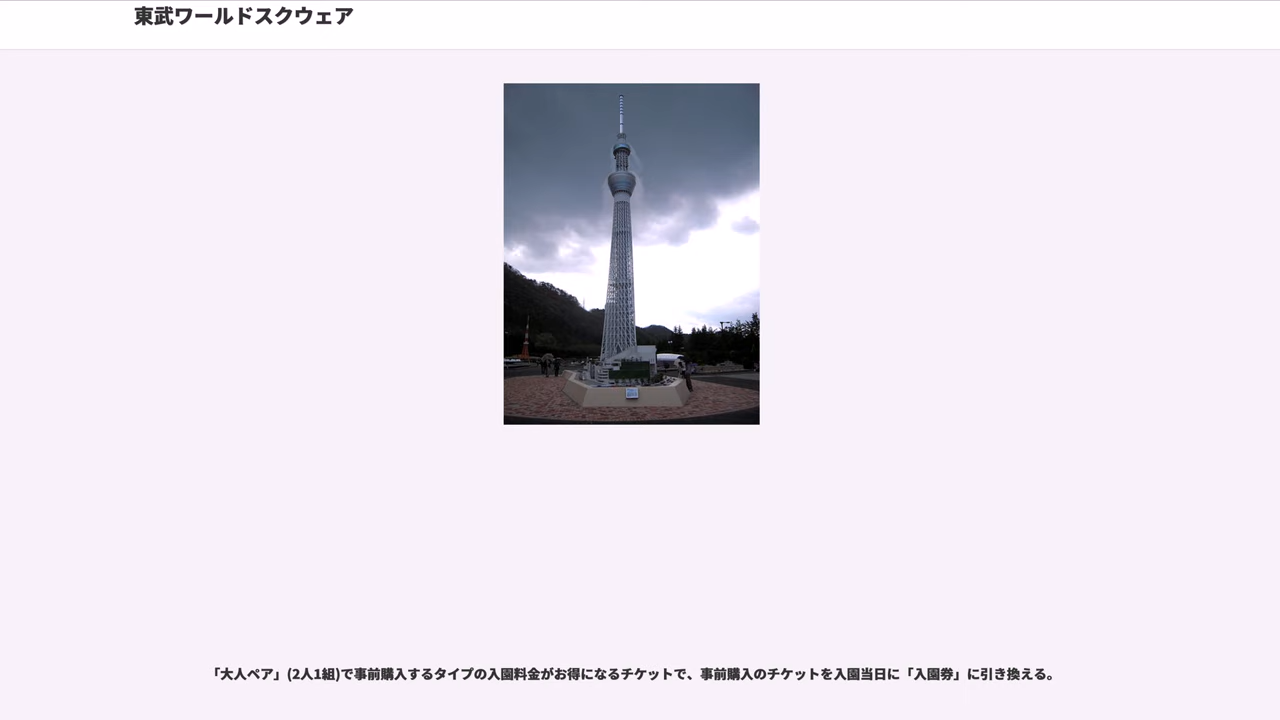 東武ワールドスクウェア
「大人ペア」(2人1組)で事前購入するタイプの入園料金がお得になるチケットで、事前購入のチケットを入園当日に「入園券」に引き換える。